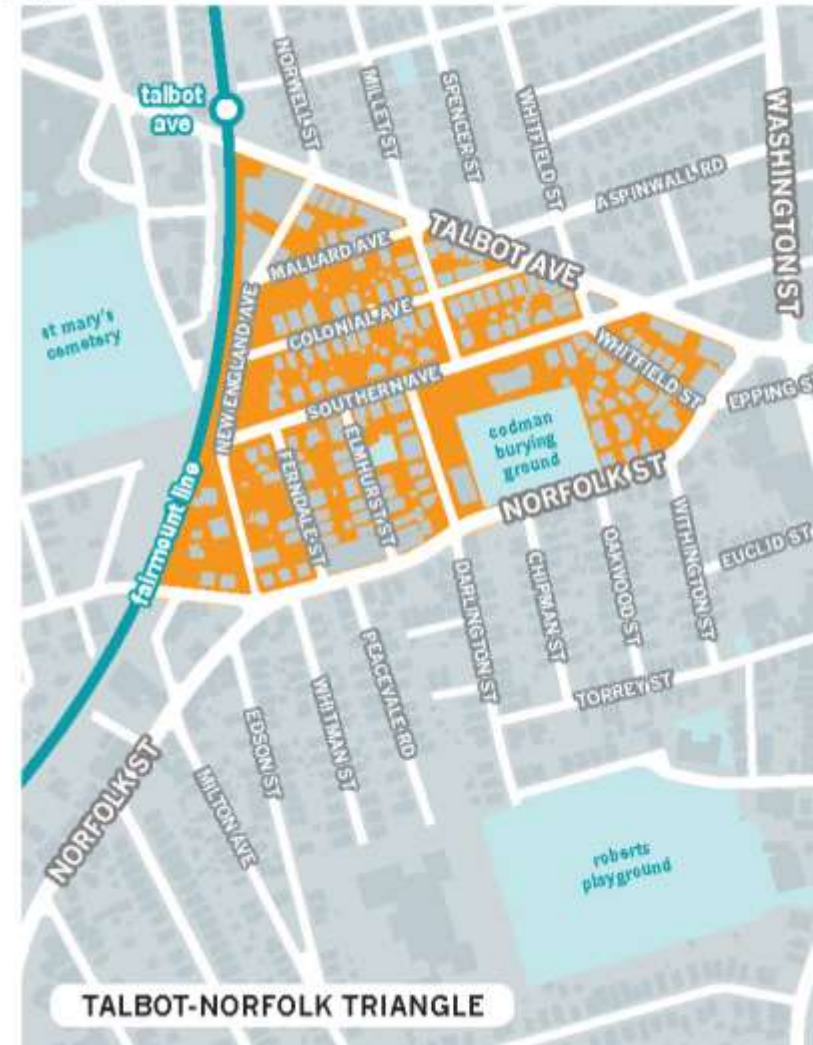 talbot
ave
NORWELL ST
MILLET ST
SPENCER ST
WHITFIELD ST
WASHINGTON ST
ASPINWALL RD
TALBOT AVE
MALLARD AVE
st mary's
cemetery
NEW ENGLAND AVE
COLONIAL AVE
WHITFIELD ST
SOUTHERN AVE
EPPING ST
codman
burying
ground
FERNDALE ST
ELMHURST ST
NORFOLK ST
fairmount line
WITHINGTON ST
EUCLID ST
DARLINGTON ST
CHIPMAN ST
OAKWOOD ST
PEACEVALE RD
WHITMAN ST
EDSON ST
TORREY ST
NORFOLK ST
MILTON AVE
roberts
playground
TALBOT-NORFOLK TRIANGLE